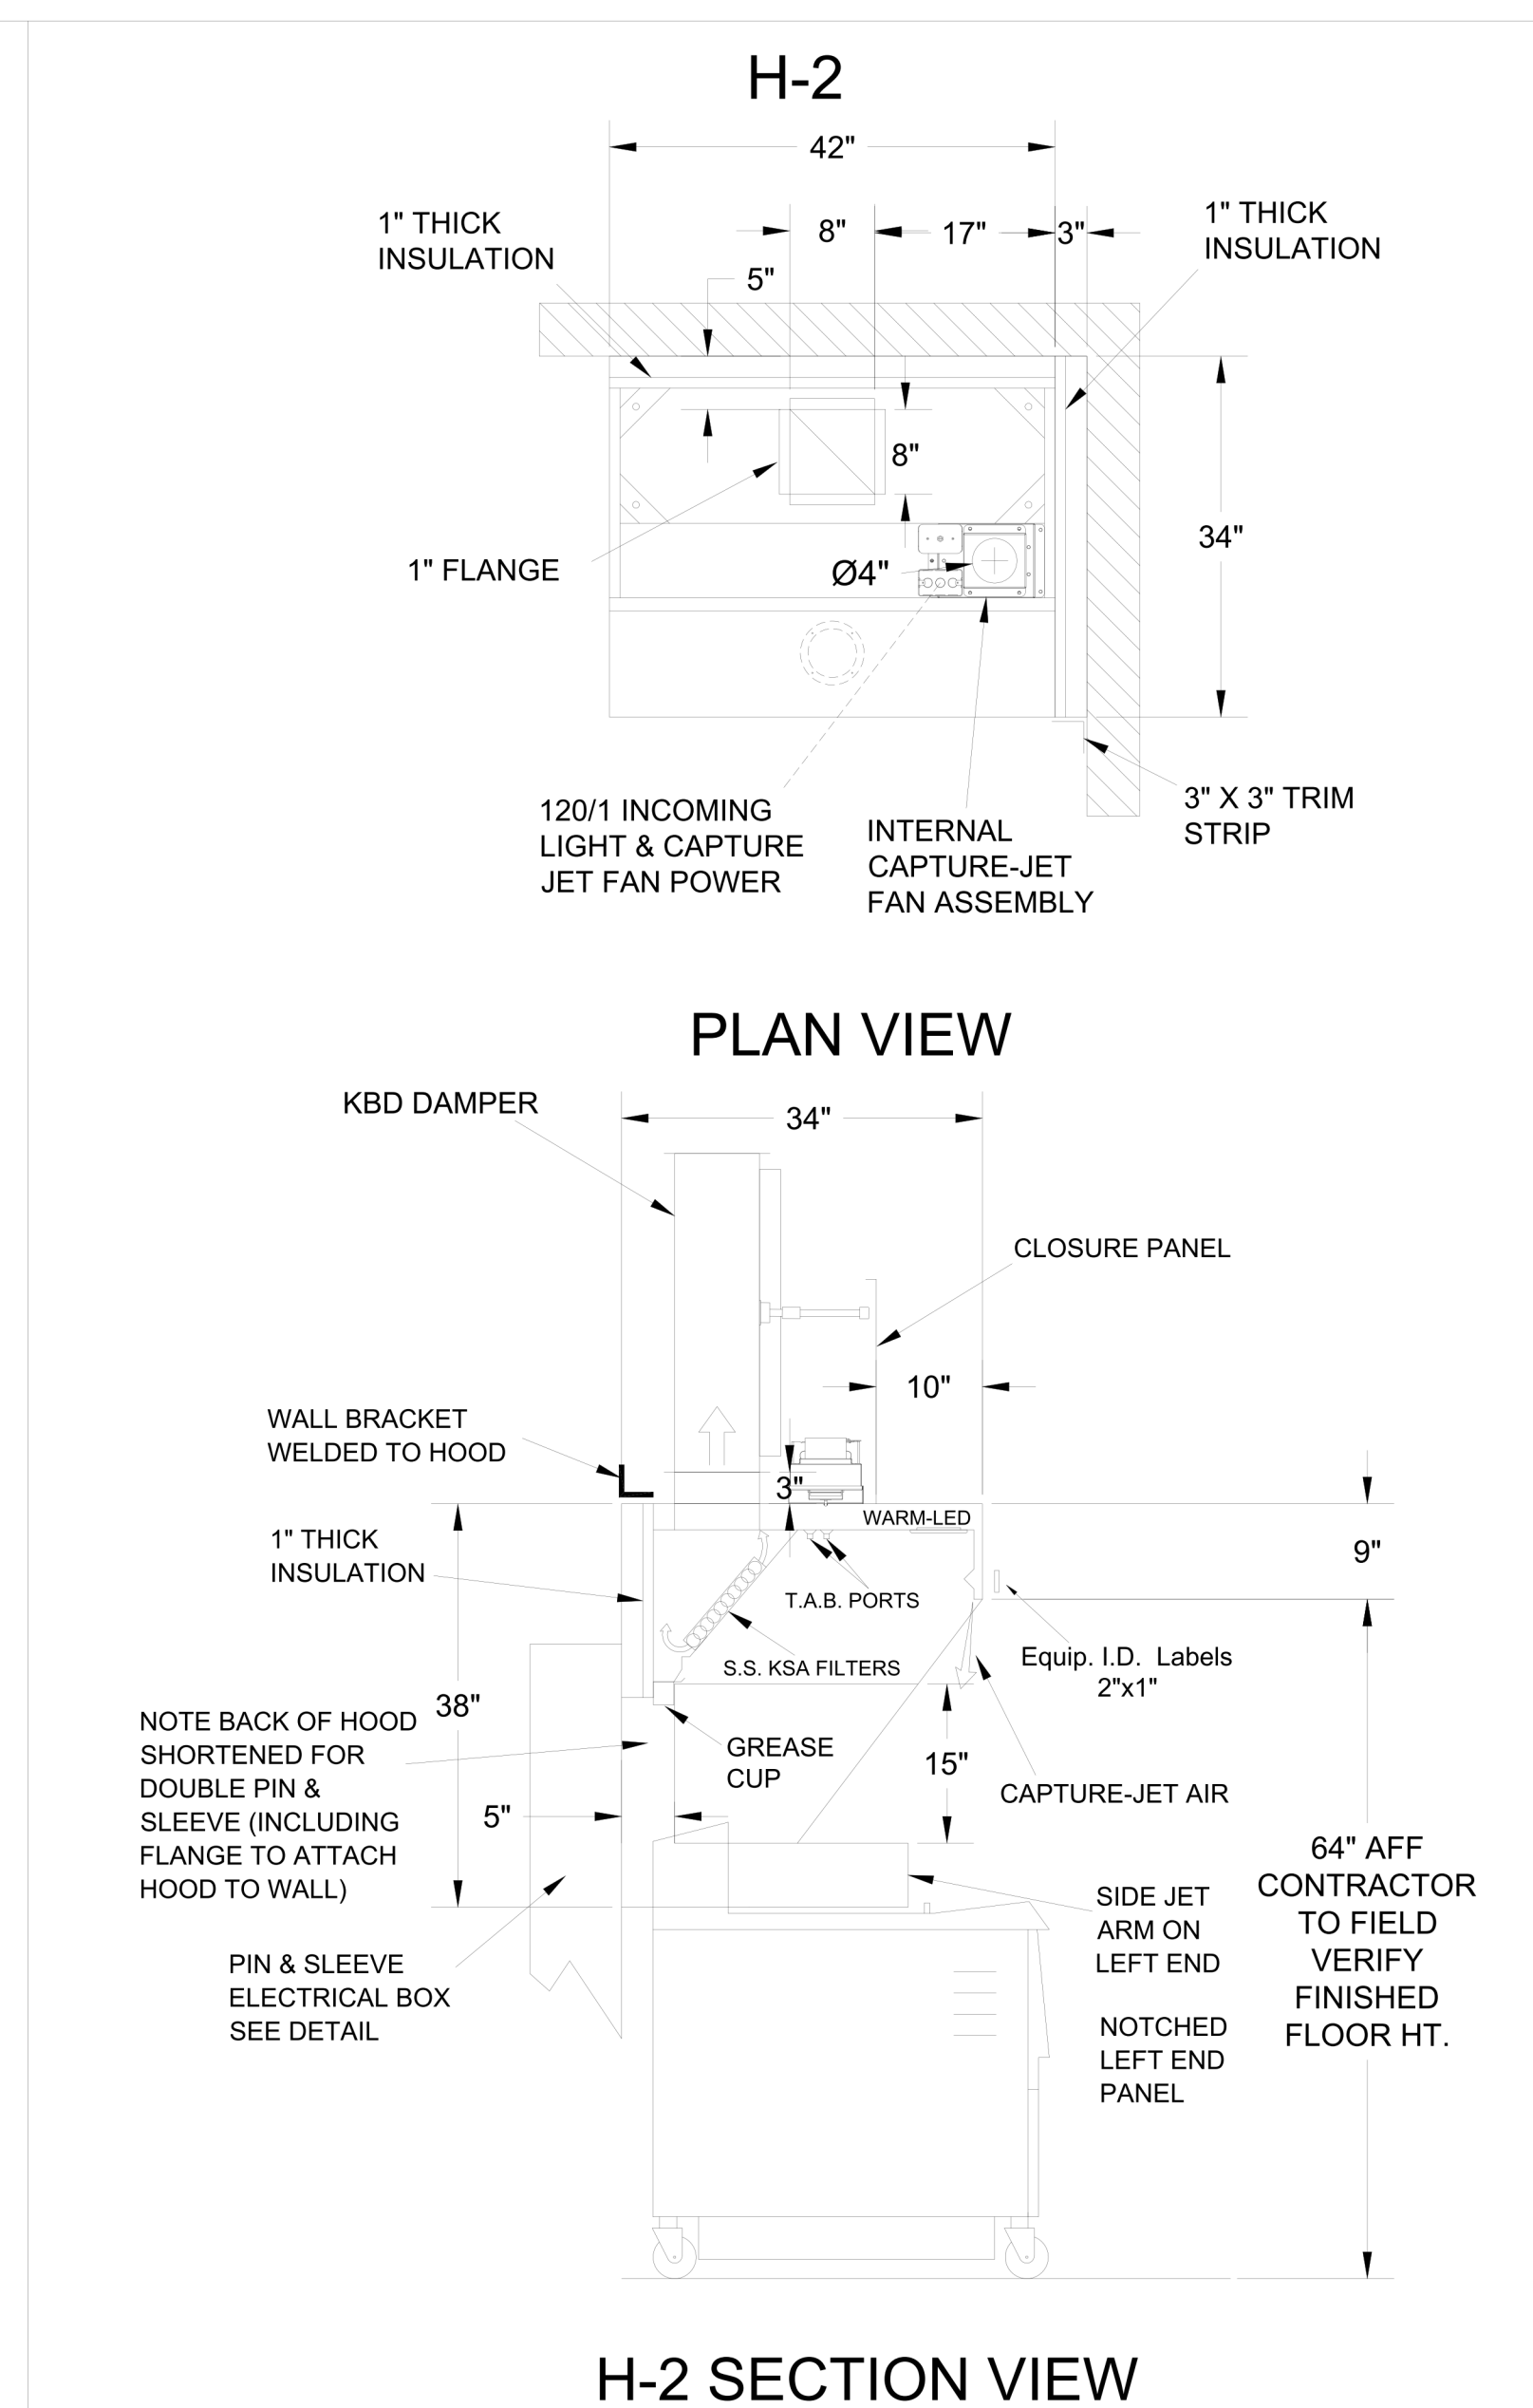 H-2
42"
8"
17"
3"
5"
1" THICK
INSULATION
1" THICK
INSULATION
8"
34"
1" FLANGE
Ø4"
120/1 INCOMING
LIGHT & CAPTURE
JET FAN POWER
INTERNAL
CAPTURE-JET
FAN ASSEMBLY
3" X 3" TRIM
STRIP
PLAN VIEW
KBD DAMPER
34"
CLOSURE PANEL
10"
WALL BRACKET
WELDED TO HOOD
3"
WARM-LED
1" THICK
INSULATION
9"
T.A.B. PORTS
S.S. KSA FILTERS
Equip. I.D. Labels
2"x1"
38"
NOTE BACK OF HOOD
SHORTENED FOR
DOUBLE PIN &
SLEEVE (INCLUDING
FLANGE TO ATTACH
HOOD TO WALL)
GREASE
CUP
15"
CAPTURE-JET AIR
5"
64" AFF
CONTRACTOR
TO FIELD
VERIFY
FINISHED
FLOOR HT.
SIDE JET
ARM ON
LEFT END
PIN & SLEEVE
ELECTRICAL BOX
SEE DETAIL
NOTCHED
LEFT END
PANEL
H-2 SECTION VIEW